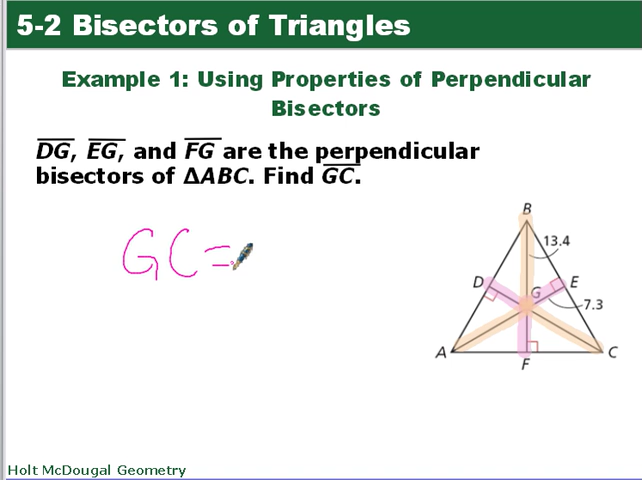 5-2 Bisectors of Triangles
Example 1: Using Properties of Perpendicular
Bisectors
DG, EG, and FG are the perpendicular
bisectors of ΔABC. Find GC.
GC=
B
13.4
D
G
E
7.3
A
F
C
Holt McDougal Geometry